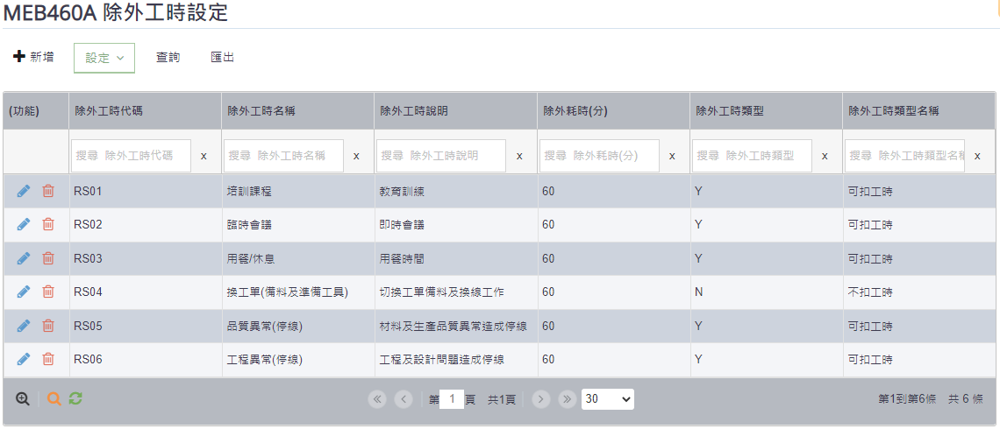 MEB460A 除外工時設定
新增 設定 查詢 匯出
(功能) 除外工時代碼 除外工時名稱 除外工時說明 除外耗時(分) 除外工時類型 除外工時類型名稱
搜尋 除外工時代碼 x 搜尋 除外工時名稱 x 搜尋 除外工時說明 x 搜尋 除外耗時(分) x 搜尋 除外工時類型 x 搜尋 除外工時類型名稱 x
RS01 培訓課程 教育訓練 60 Y 可扣工時
RS02 臨時會議 即時會議 60 Y 可扣工時
RS03 用餐/休息 用餐時間 60 Y 可扣工時
RS04 換工單(備料及準備工具) 切換工單備料及換線工作 60 N 不扣工時
RS05 品質異常(停線) 材料及生產品質異常造成停線 60 Y 可扣工時
RS06 工程異常(停線) 工程及設計問題造成停線 60 Y 可扣工時
第 1 頁 共1頁 30 第1到第6條 共 6 條